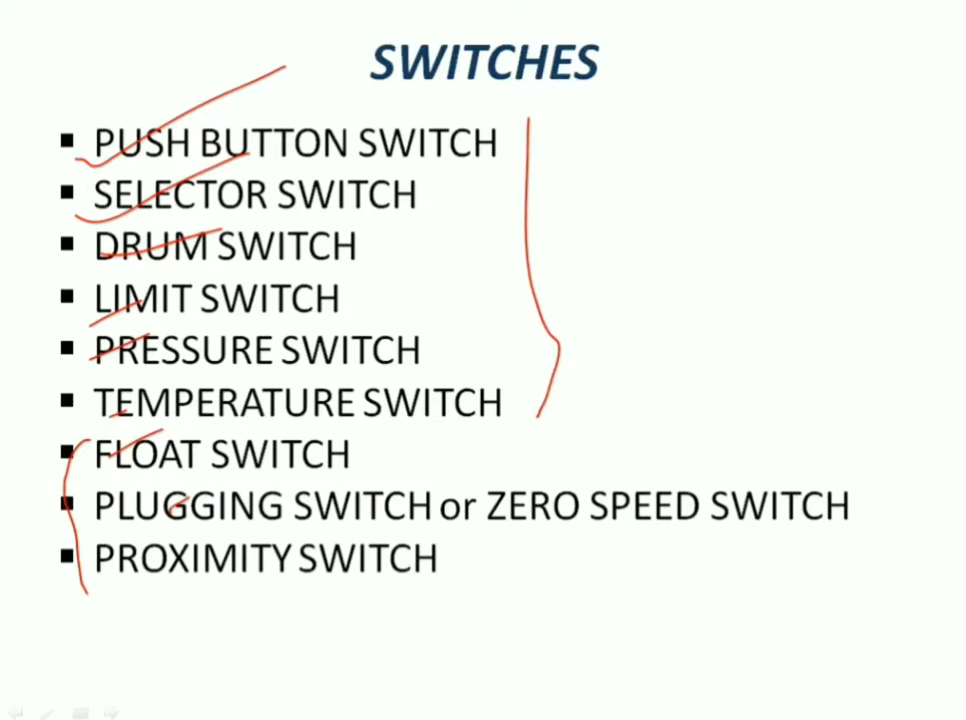 SWITCHES
▪ PUSH BUTTON SWITCH
▪ SELECTOR SWITCH
▪ DRUM SWITCH
▪ LIMIT SWITCH
▪ PRESSURE SWITCH
▪ TEMPERATURE SWITCH
▪ FLOAT SWITCH
▪ PLUGGING SWITCH or ZERO SPEED SWITCH
▪ PROXIMITY SWITCH